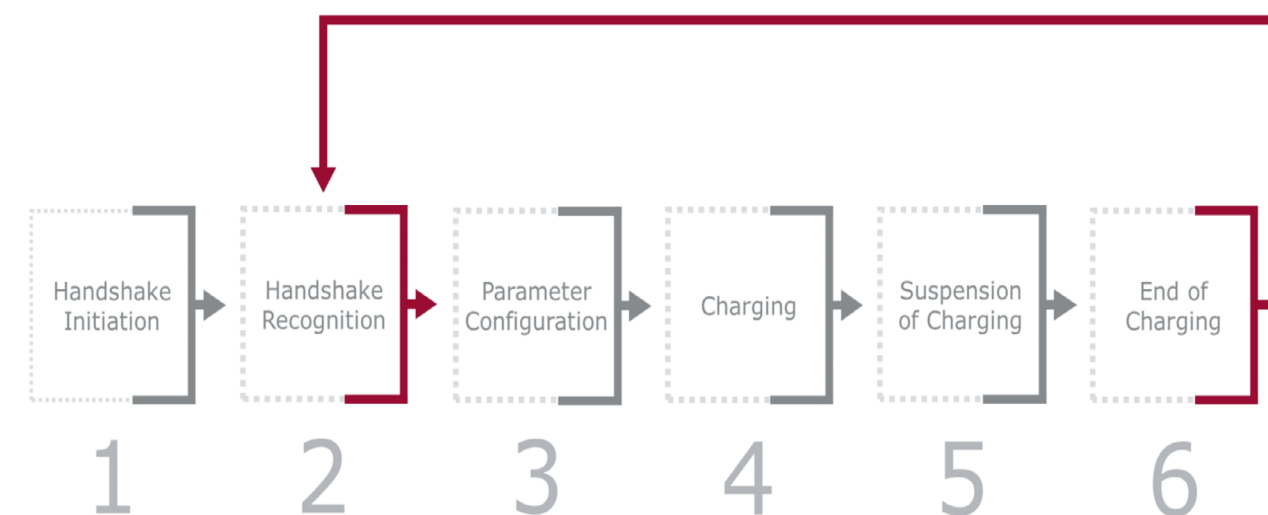 Handshake
Initiation
Handshake
Recognition
Parameter
Configuration
Charging
Suspension
of Charging
End of
Charging
1
2
3
4
5
6